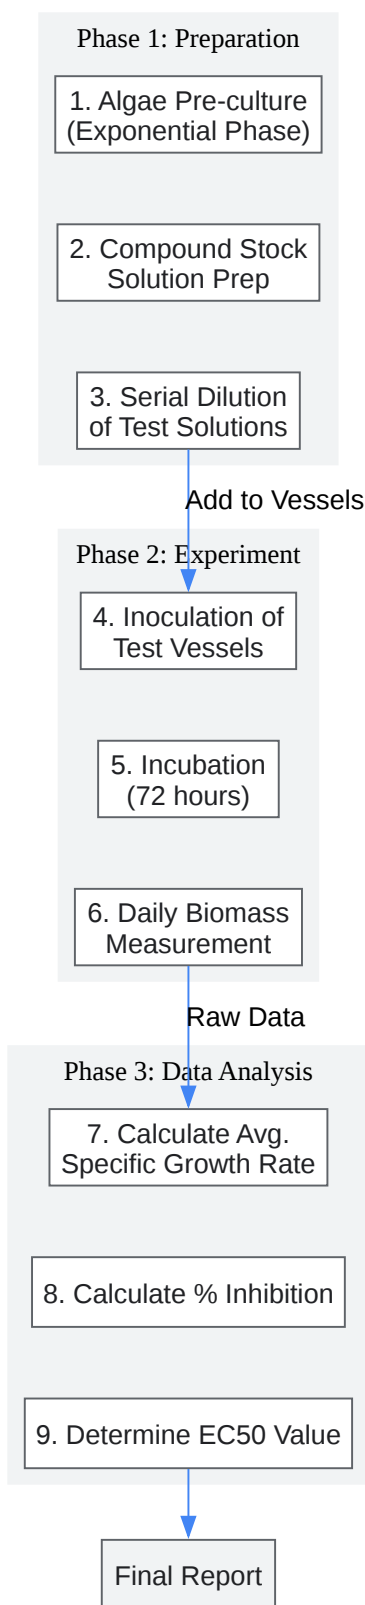 Phase 1: Preparation
1. Algae Pre-culture
(Exponential Phase)
2. Compound Stock
Solution Prep
3. Serial Dilution
of Test Solutions
Add to Vessels
Phase 2: Experiment
4. Inoculation of
Test Vessels
5. Incubation
(72 hours)
6. Daily Biomass
Measurement
Raw Data
Phase 3: Data Analysis
7. Calculate Avg.
Specific Growth Rate
8. Calculate % Inhibition
9. Determine EC50 Value
Final Report